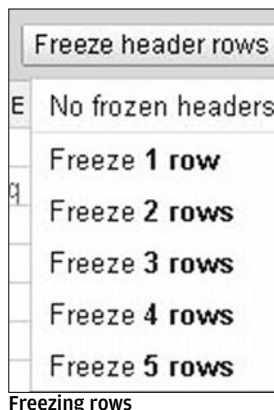 Freeze header rows
E
No frozen headers
Freeze 1 row
q
Freeze 2 rows
Freeze 3 rows
Freeze 4 rows
Freeze 5 rows
Freezing rows